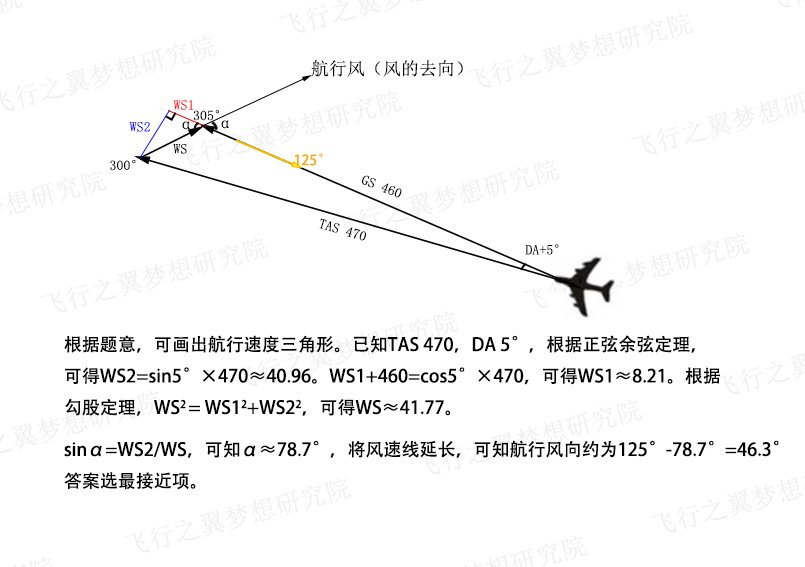 航行风（风的去向）
WS1
305°
WS2
α
α
WS
300°
125°
GS 460
TAS 470
DA+5°
根据题意，可画出航行速度三角形。已知TAS 470，DA 5°，根据正弦余弦定理，
可得WS2=sin5°×470≈40.96。WS1+460=cos5°×470，可得WS1≈8.21。根据
勾股定理，WS²= WS1²+WS2²，可得WS≈41.77。
sinα=WS2/WS，可知α≈78.7°，将风速线延长，可知航行风向约为125°-78.7°=46.3°
答案选最接近项。
飞行之翼梦想研究院